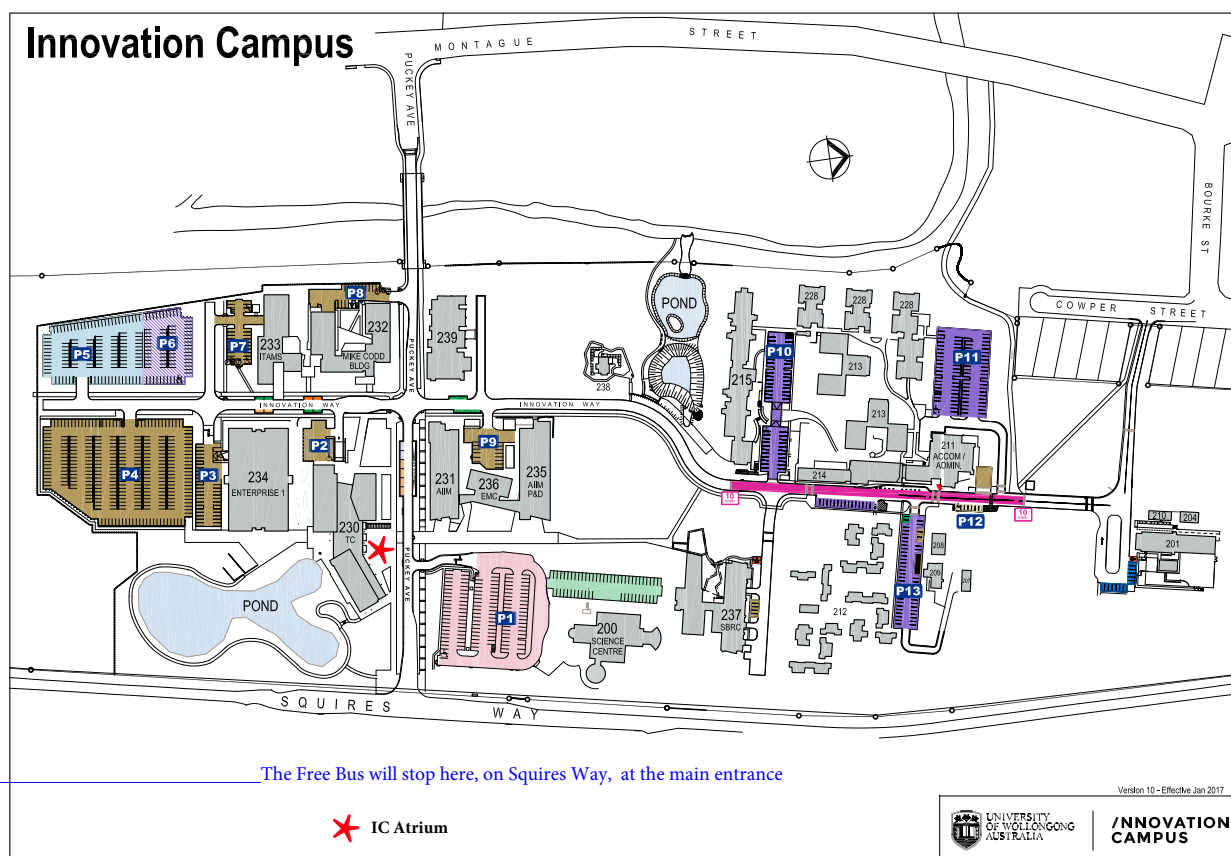 Innovation Campus
MONTAGUE STREET
PUCKEY AVE
BOURKE ST
COWPER STREET
POND
228
228
228
P8
P5
P6
P7
233
ITAMS
232
MIKE CODD
BLDG
PUCKEY AVE
239
238
215
P10
213
P11
INNOVATION WAY
INNOVATION WAY
213
P4
P3
234
ENTERPRISE 1
P2
231
AIIM
P9
236
EMC
235
AIIM
P&D
211
ACCOM /
ADMIN.
214
10
10
P12
230
TC
PUCKEY AVE
210
204
201
208
209
207
P13
212
POND
P1
200
SCIENCE
CENTRE
237
SBRC
SQUIRES WAY
The Free Bus will stop here, on Squires Way, at the main entrance
IC Atrium
Version 10 - Effective Jan 2017
UNIVERSITY
OF WOLLONGONG
AUSTRALIA
INNOVATION
CAMPUS